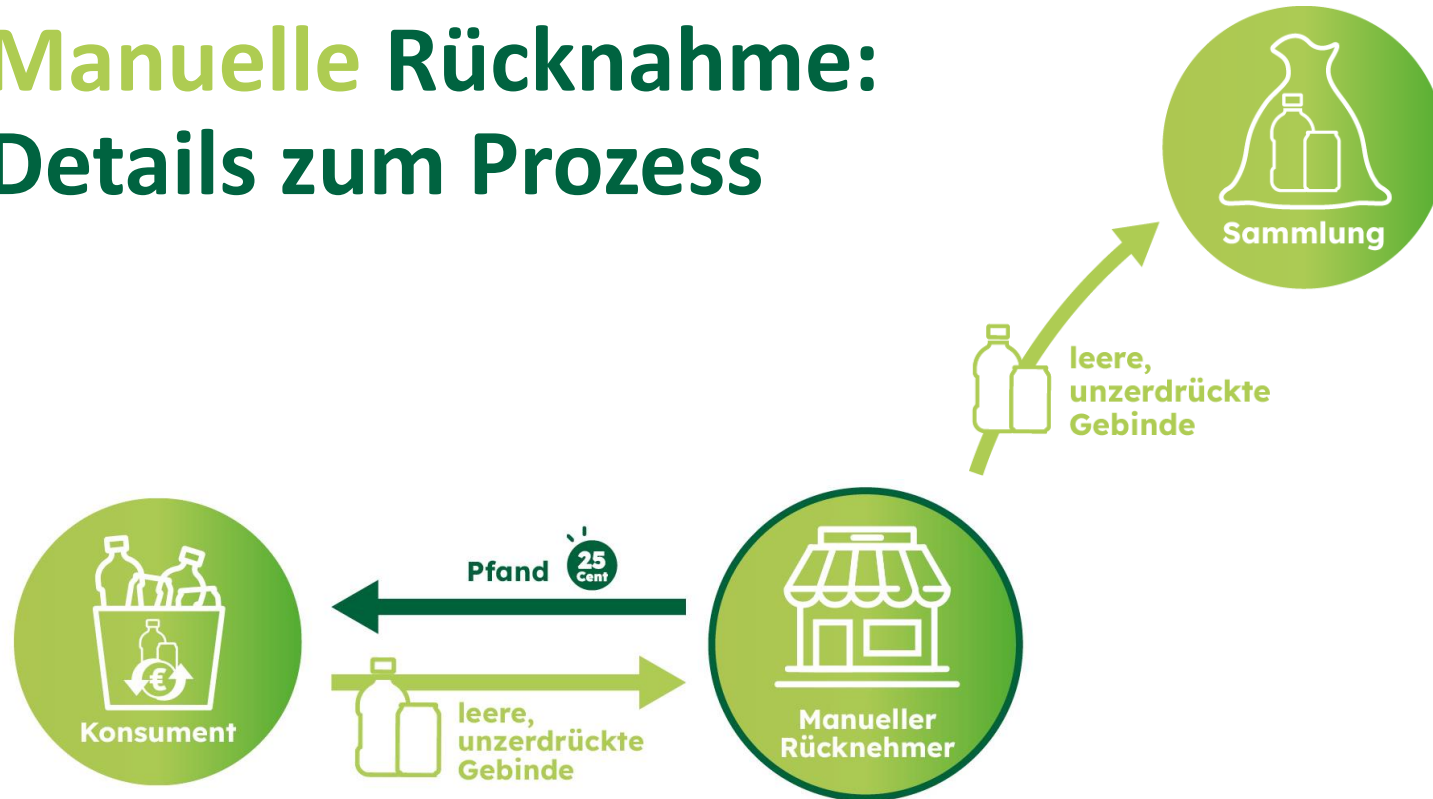 Manuelle Rücknahme:
Details zum Prozess
Sammlung
leere,
unzerdrückte
Gebinde
Pfand 25 Cent
Konsument
€
leere,
unzerdrückte
Gebinde
Manueller
Rücknehmer